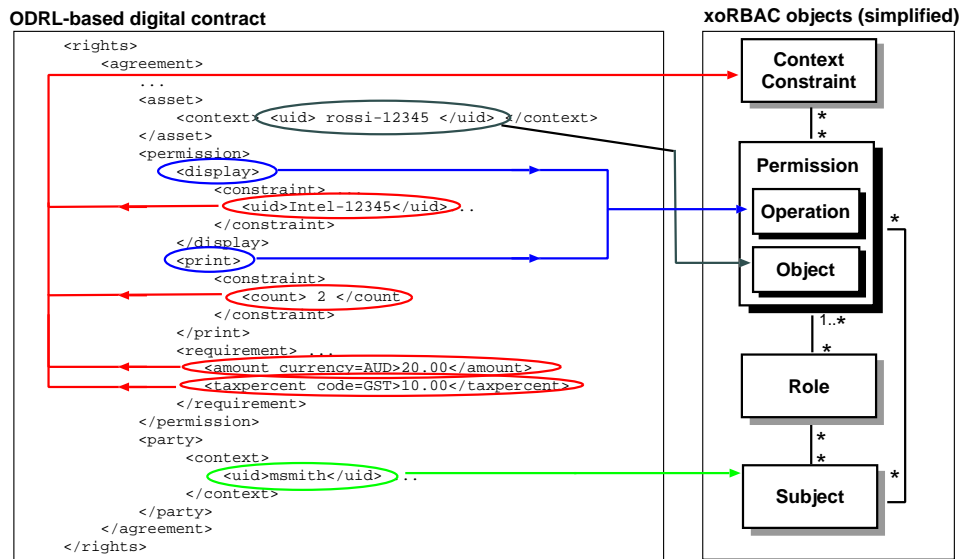 ODRL-based digital contract
<rights>
<agreement>
...
<asset>
<context> <uid> rossi-12345 </uid> </context>
</asset>
<permission>
<display>
<constraint> ...
<uid>Intel-12345</uid> ..
</constraint>
</display>
<print>
<constraint>
<count> 2 </count
</constraint>
</print>
<requirement> ...
<amount currency=AUD>20.00</amount>
<taxpercent code=GST>10.00</taxpercent>
</requirement>
</permission>
<party>
<context>
<uid>msmith</uid> ..
</context>
</party>
</agreement>
</rights>
xoRBAC objects (simplified)
Context
Constraint
*
*
Permission
Operation
*
Object
1..*
*
Role
*
*
*
Subject